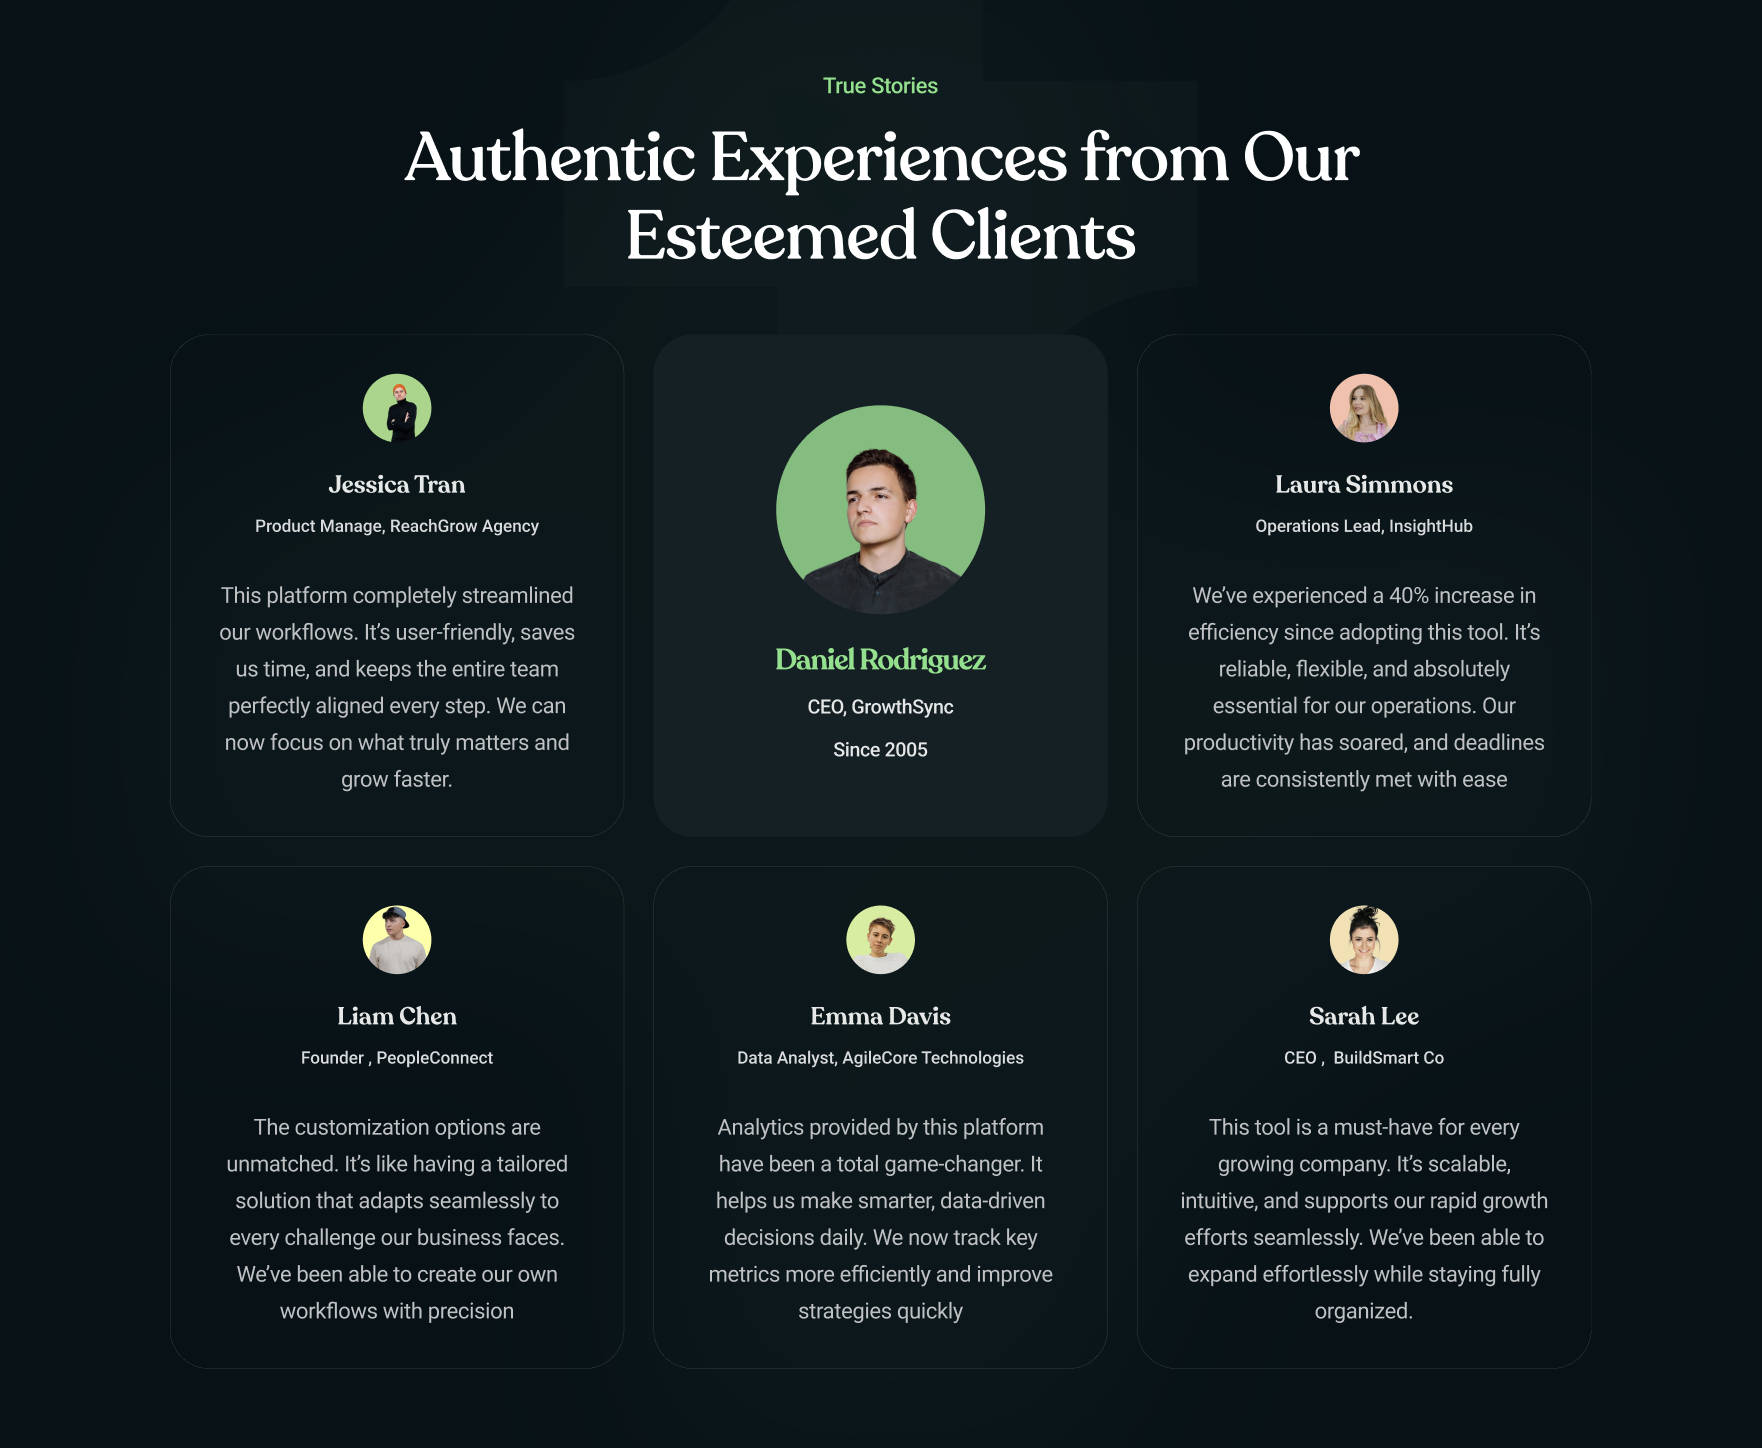 True Stories
Authentic Experiences from Our
Esteemed Clients
Jessica Tran
Product Manage, ReachGrow Agency
This platform completely streamlined
our workflows. It’s user-friendly, saves
us time, and keeps the entire team
perfectly aligned every step. We can
now focus on what truly matters and
grow faster.
Daniel Rodriguez
CEO, GrowthSync
Since 2005
Laura Simmons
Operations Lead, InsightHub
We’ve experienced a 40% increase in
efficiency since adopting this tool. It’s
reliable, flexible, and absolutely
essential for our operations. Our
productivity has soared, and deadlines
are consistently met with ease
Liam Chen
Founder , PeopleConnect
The customization options are
unmatched. It’s like having a tailored
solution that adapts seamlessly to
every challenge our business faces.
We’ve been able to create our own
workflows with precision
Emma Davis
Data Analyst, AgileCore Technologies
Analytics provided by this platform
have been a total game-changer. It
helps us make smarter, data-driven
decisions daily. We now track key
metrics more efficiently and improve
strategies quickly
Sarah Lee
CEO ,  BuildSmart Co
This tool is a must-have for every
growing company. It’s scalable,
intuitive, and supports our rapid growth
efforts seamlessly. We’ve been able to
expand effortlessly while staying fully
organized.